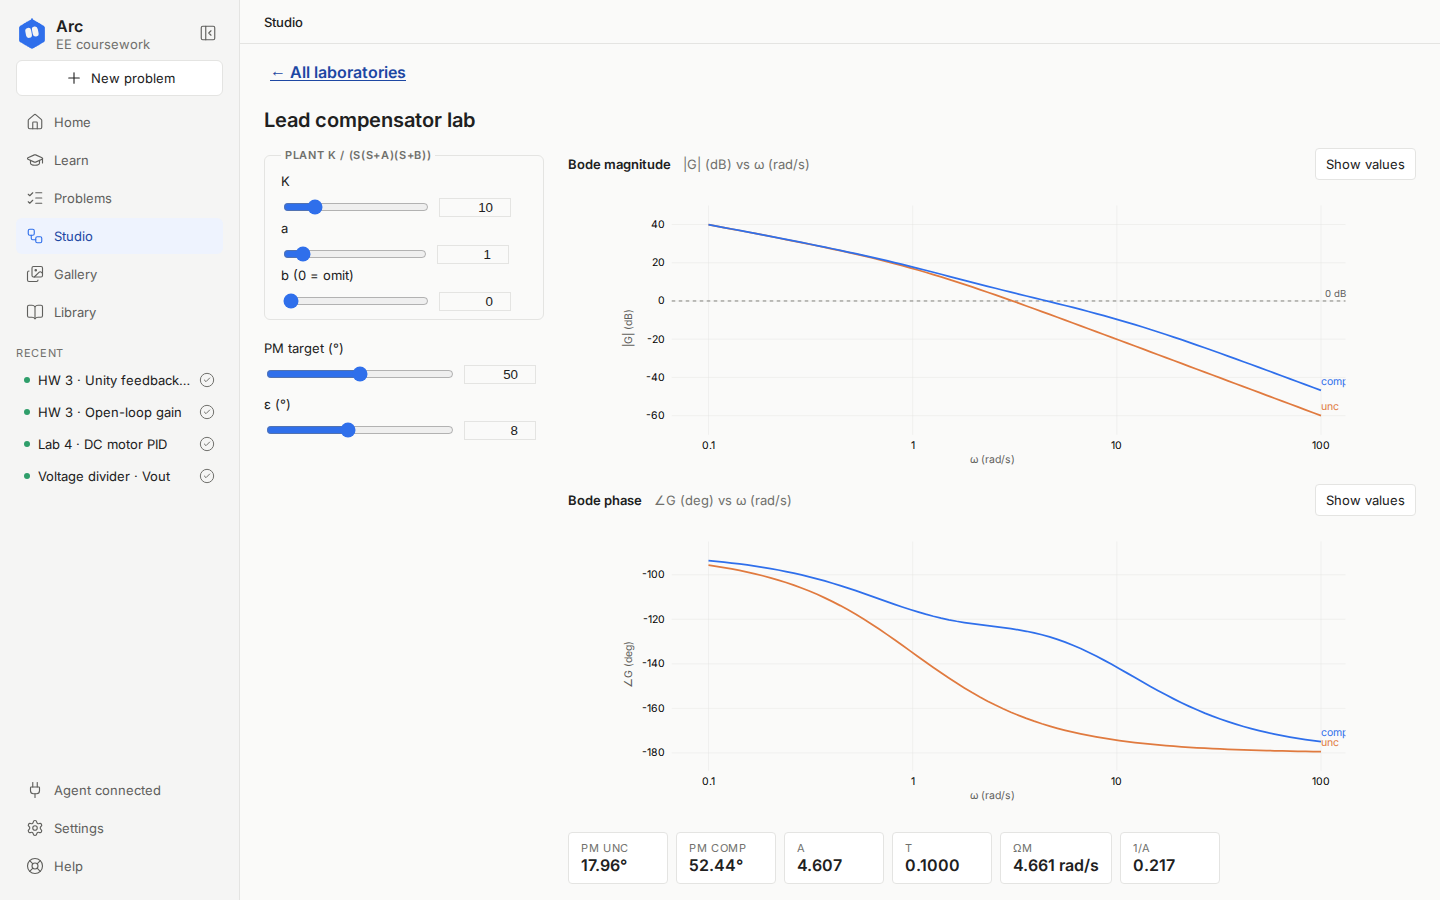 Arc
EE coursework
New problem
Home
Learn
Problems
Studio
Gallery
Library
RECENT
HW 3 · Unity feedback...
HW 3 · Open-loop gain
Lab 4 · DC motor PID
Voltage divider · Vout
Agent connected
Settings
Help
Studio
← All laboratories
Lead compensator lab
PLANT K / (S(S+A)(S+B))
K
10
a
1
b (0 = omit)
0
PM target (°)
50
ε (°)
8
Bode magnitude |G| (dB) vs ω (rad/s)
Show values
40
20
0
-20
-40
-60
|G| (dB)
0 dB
comp
unc
0.1 1 10 100
ω (rad/s)
Bode phase ∠G (deg) vs ω (rad/s)
Show values
-100
-120
-140
-160
-180
∠G (deg)
comp
unc
0.1 1 10 100
ω (rad/s)
PM UNC
17.96°
PM COMP
52.44°
A
4.607
T
0.1000
ΩM
4.661 rad/s
1/A
0.217